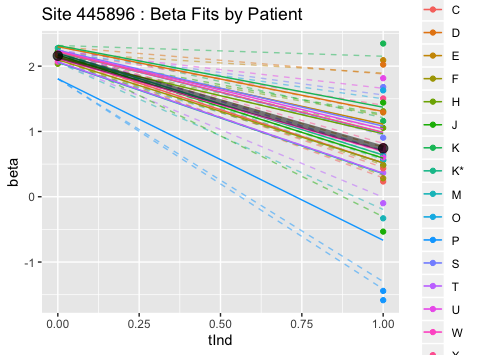 Site 445896 : Beta Fits by Patient
beta
2
1
0
-1
0.00
0.25
0.50
0.75
1.00
tInd
C
D
E
F
H
J
K
K*
M
O
P
S
T
U
W